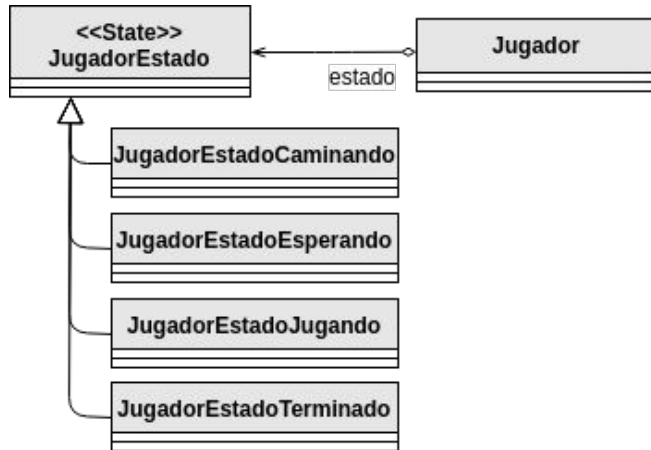 <<State>>
JugadorEstado
Jugador
estado
JugadorEstadoCaminando
JugadorEstadoEsperando
JugadorEstadoJugando
JugadorEstadoTerminado